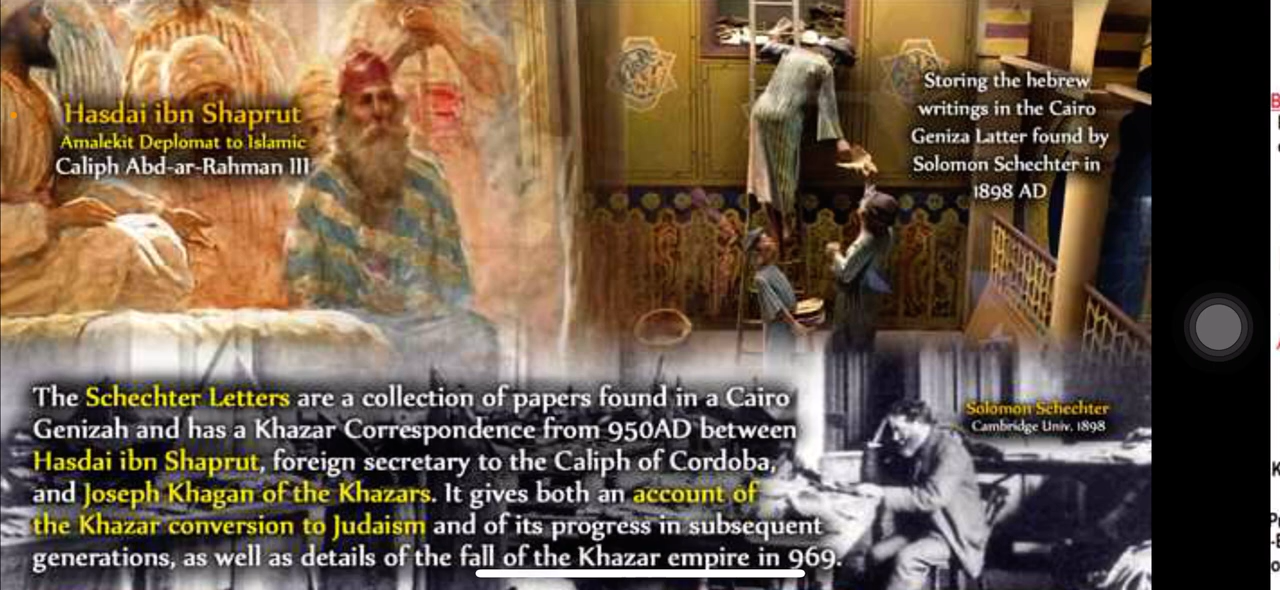 Hasdai ibn Shaprut
Amalekit Deplomat to Islamic
Caliph Abd-ar-Rahman III
Storing the hebrew
writings in the Cairo
Geniza Latter found by
Solomon Schechter in
1898 AD
Solomon Schechter
Cambridge Univ. 1898
The Schechter Letters are a collection of papers found in a Cairo
Genizah and has a Khazar Correspondence from 950AD between
Hasdai ibn Shaprut, foreign secretary to the Caliph of Cordoba,
and Joseph Khagan of the Khazars. It gives both an account of
the Khazar conversion to Judaism and of its progress in subsequent
generations, as well as details of the fall of the Khazar empire in 969.